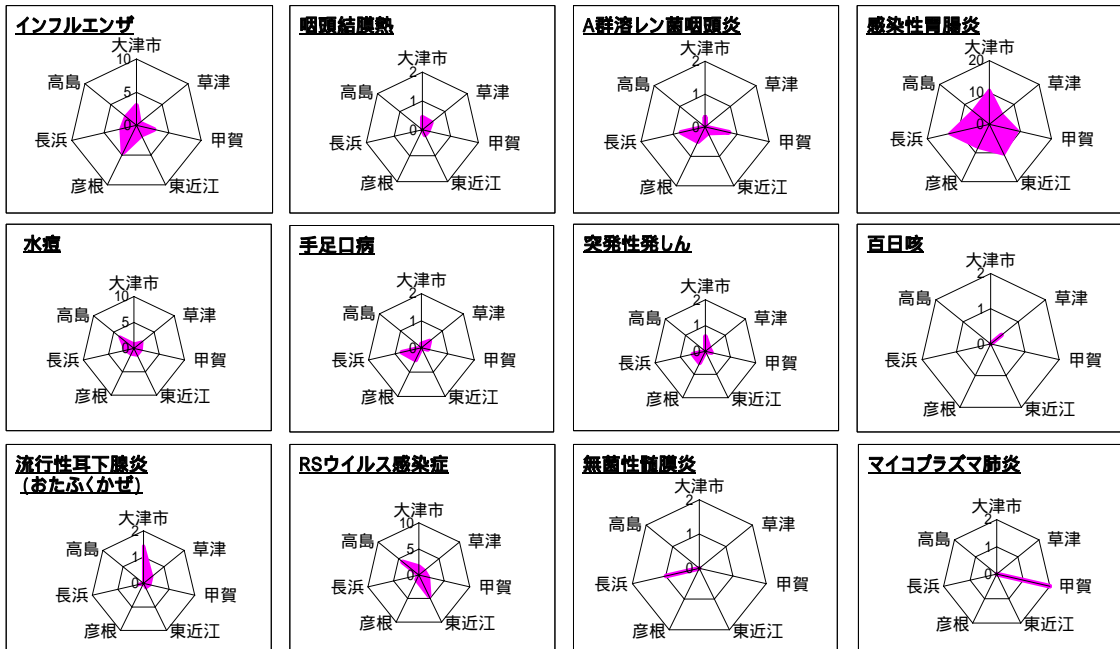 インフルエンザ
大津市
10
5
0
草津
甲賀
東近江
彦根
長浜
高島
咽頭結膜熱
大津市
2
1
0
草津
甲賀
東近江
彦根
長浜
高島
A群溶レン菌咽頭炎
大津市
2
1
0
草津
甲賀
東近江
彦根
長浜
高島
感染性胃腸炎
大津市
20
10
0
草津
甲賀
東近江
彦根
長浜
高島
水痘
大津市
10
5
0
草津
甲賀
東近江
彦根
長浜
高島
手足口病
大津市
2
1
0
草津
甲賀
東近江
彦根
長浜
高島
突発性発しん
大津市
2
1
0
草津
甲賀
東近江
彦根
長浜
高島
百日咳
大津市
2
1
0
草津
甲賀
東近江
彦根
長浜
高島
流行性耳下腺炎
(おたふくかぜ)
大津市
2
1
0
草津
甲賀
東近江
彦根
長浜
高島
RSウイルス感染症
大津市
10
5
0
草津
甲賀
東近江
彦根
長浜
高島
無菌性髄膜炎
大津市
2
1
0
草津
甲賀
東近江
彦根
長浜
高島
マイコプラズマ肺炎
大津市
2
1
0
草津
甲賀
東近江
彦根
長浜
高島